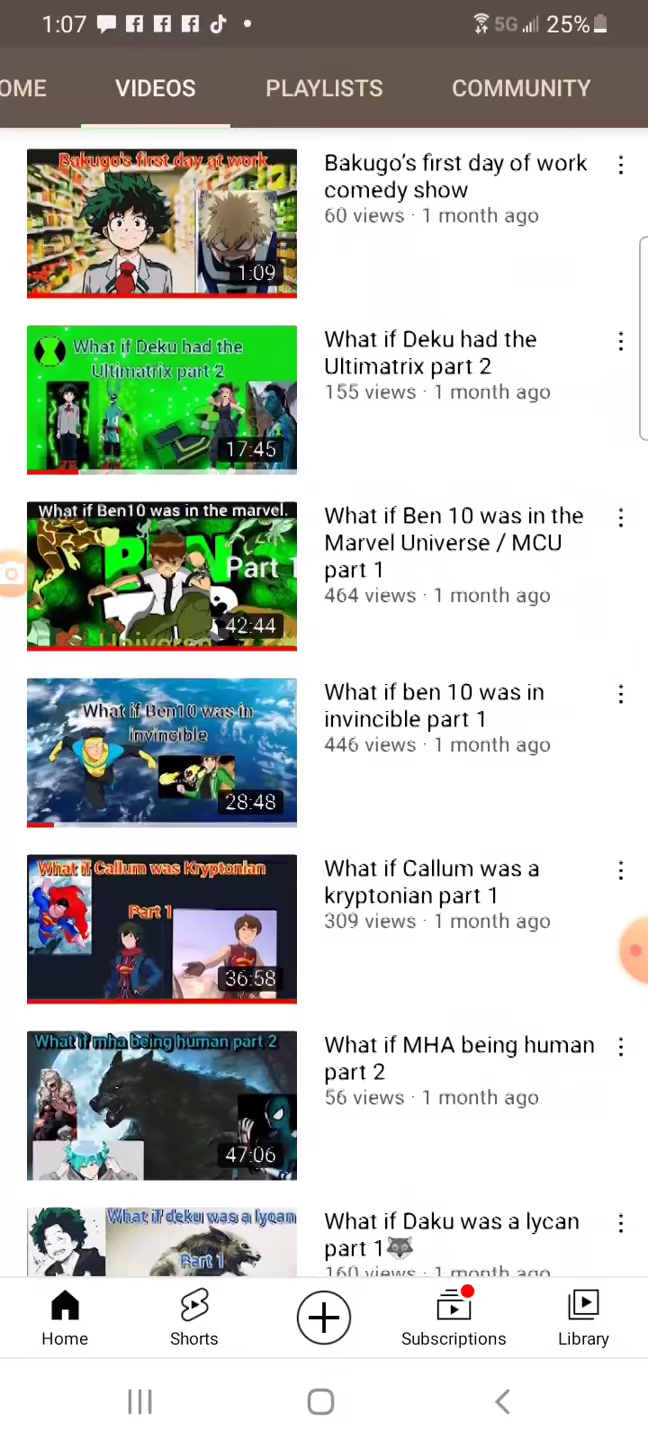 1:07 5G 25%
OME VIDEOS PLAYLISTS COMMUNITY
Bakugo's first day at work
1:09
Bakugo's first day of work
comedy show
60 views · 1 month ago
What if Deku had the
Ultimatrix part 2
17:45
What if Deku had the
Ultimatrix part 2
155 views · 1 month ago
What if Ben10 was in the marvel.
BEN
Part 1
Universe
42:44
What if Ben 10 was in the
Marvel Universe / MCU
part 1
464 views · 1 month ago
What if Ben10 was in
invincible
28:48
What if ben 10 was in
invincible part 1
446 views · 1 month ago
What if Callum was Kryptonian
Part 1
36:58
What if Callum was a
kryptonian part 1
309 views · 1 month ago
What if mha being human part 2
47:06
What if MHA being human
part 2
56 views · 1 month ago
What if deku was a lycan
Part 1
What if Daku was a lycan
part 1🐺
160 views · 1 month ago
Home Shorts Subscriptions Library